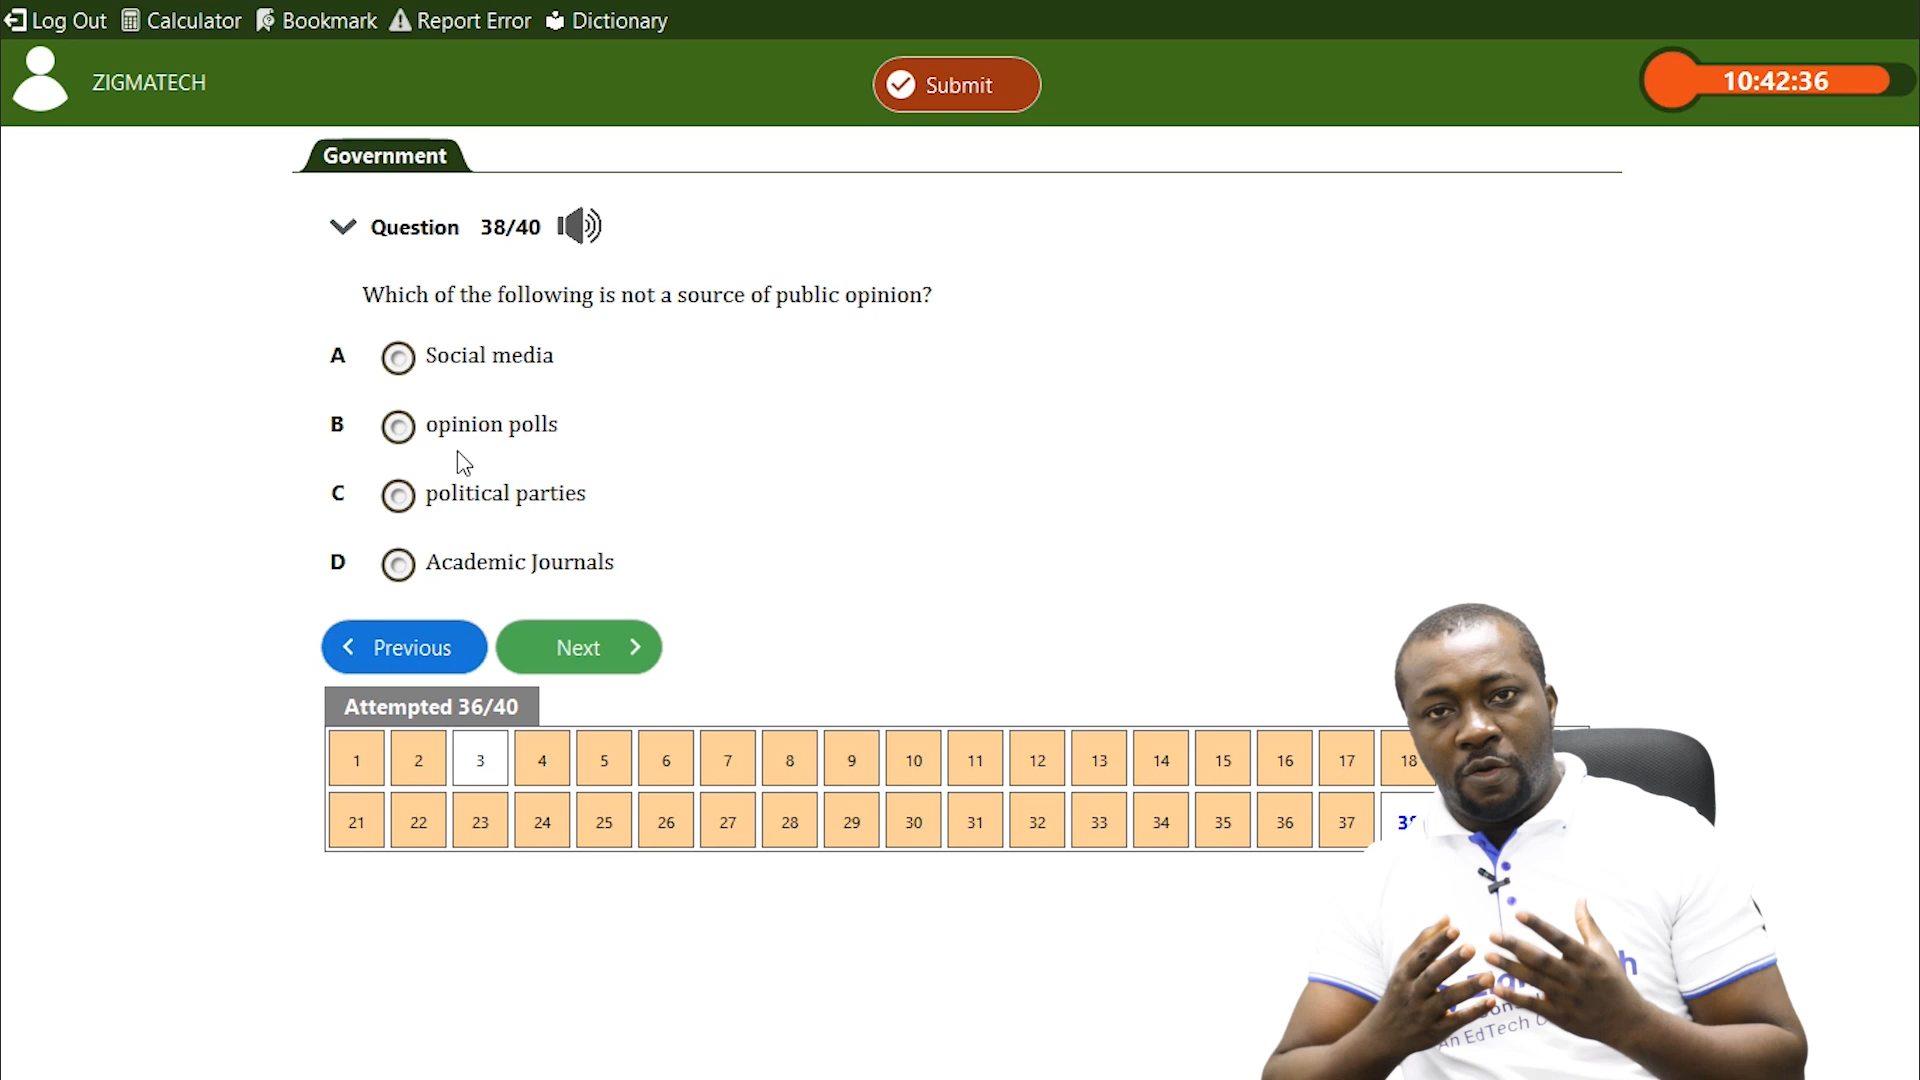 Log Out Calculator Bookmark Report Error Dictionary
ZIGMATECH
Submit
10:42:36
Government
Question 38/40
Which of the following is not a source of public opinion?
A Social media
B opinion polls
C political parties
D Academic Journals
Previous Next
Attempted 36/40
1 2 3 4 5 6 7 8 9 10 11 12 13 14 15 16 17 18
21 22 23 24 25 26 27 28 29 30 31 32 33 34 35 36 37
An EdTech